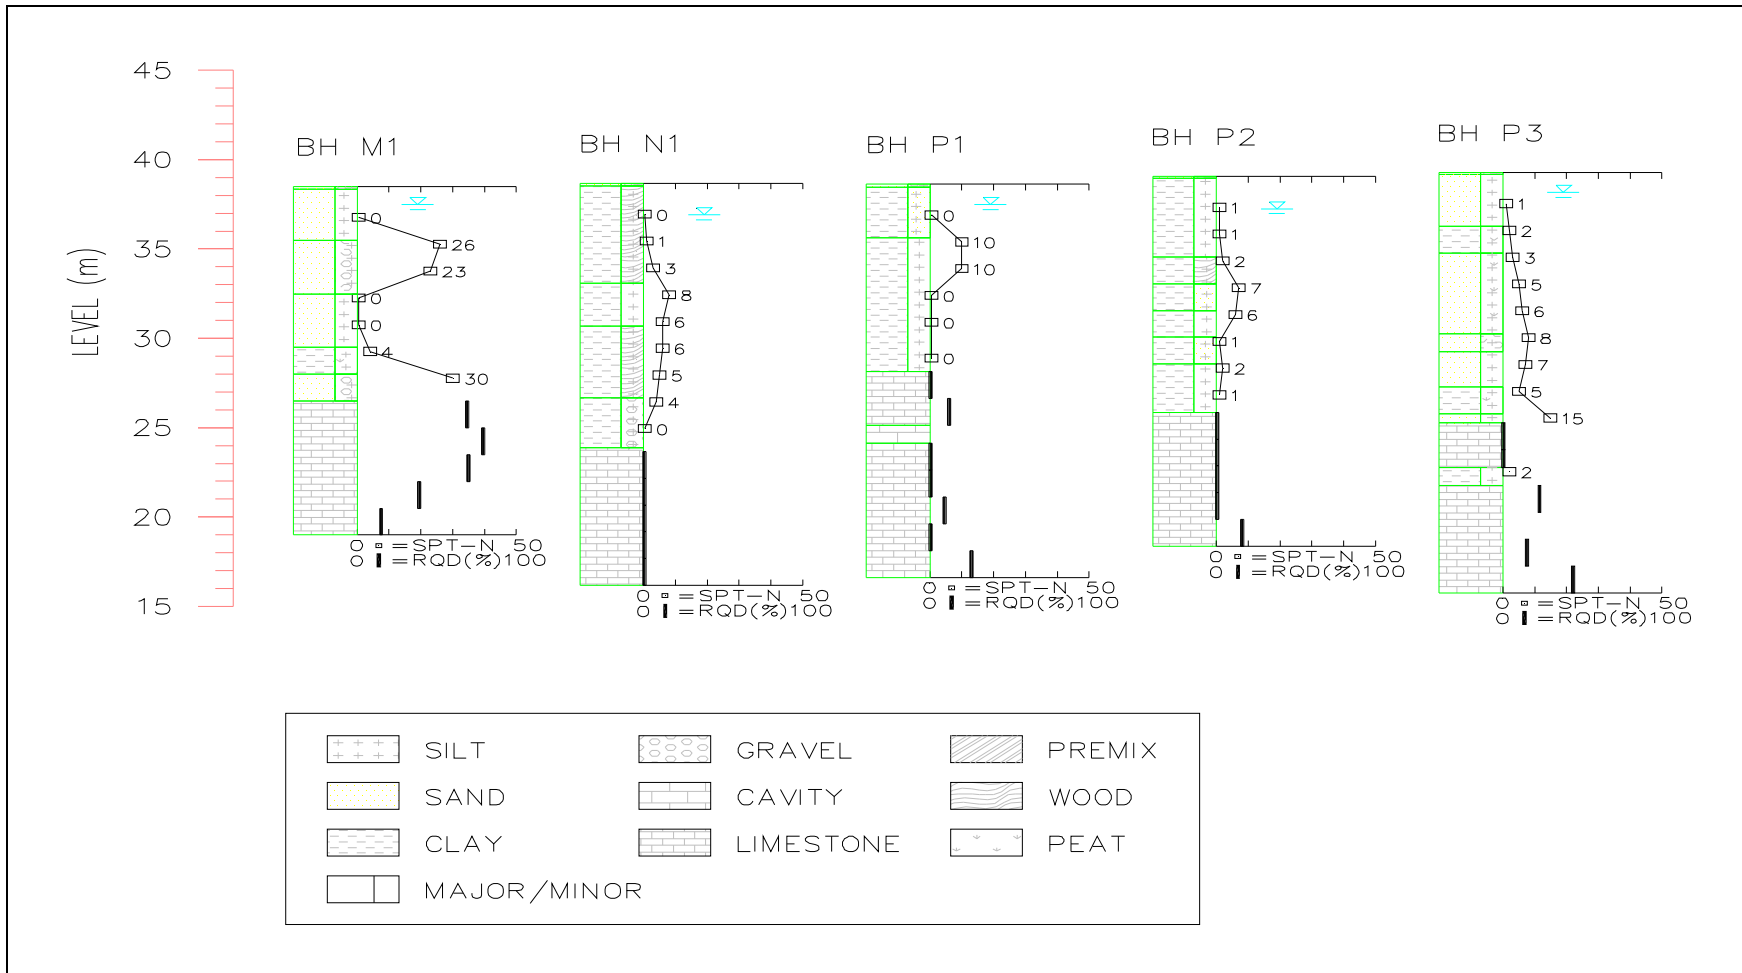 45
40
35
30
25
20
15
LEVEL (m)
BH M1
0
26
23
0
0
4
30
0 = SPT-N 50
0 = RQD(%)100
BH N1
0
1
3
8
6
6
5
4
0
0 = SPT-N 50
0 = RQD(%)100
BH P1
0
10
10
0
0
0
0 = SPT-N 50
0 = RQD(%)100
BH P2
1
1
2
7
6
1
2
1
0 = SPT-N 50
0 = RQD(%)100
BH P3
1
2
3
5
6
8
7
5
15
2
0 = SPT-N 50
0 = RQD(%)100
SILT
GRAVEL
PREMIX
SAND
CAVITY
WOOD
CLAY
LIMESTONE
PEAT
MAJOR/MINOR